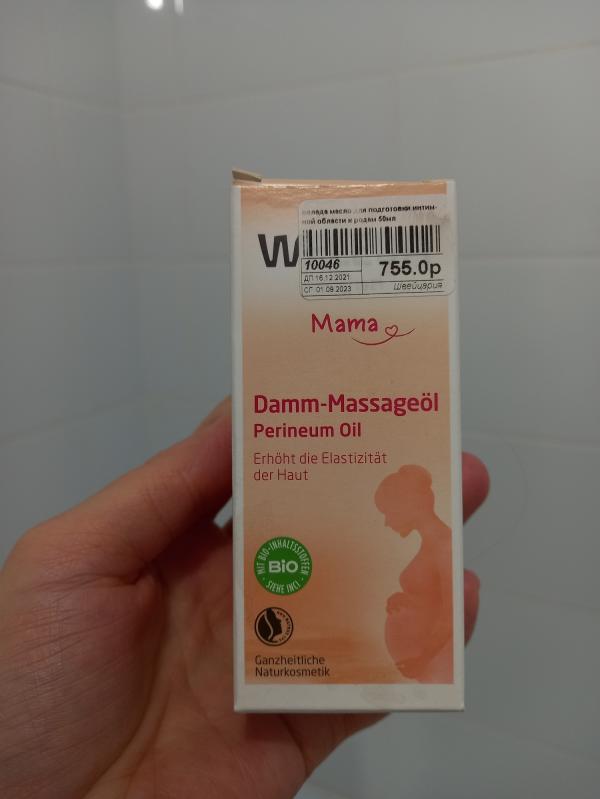 веледа масло для подготовки интим-
ной области к родам 50мл
W
10046
755.0р
ДП 16.12.2021
СГ 01.09.2023
Швейцария
Mama
Damm-Massageöl
Perineum Oil
Erhöht die Elastizität
der Haut
MIT BIO-INHALTSSTOFFEN
BiO
SIEHE INCI
Ganzheitliche
Naturkosmetik